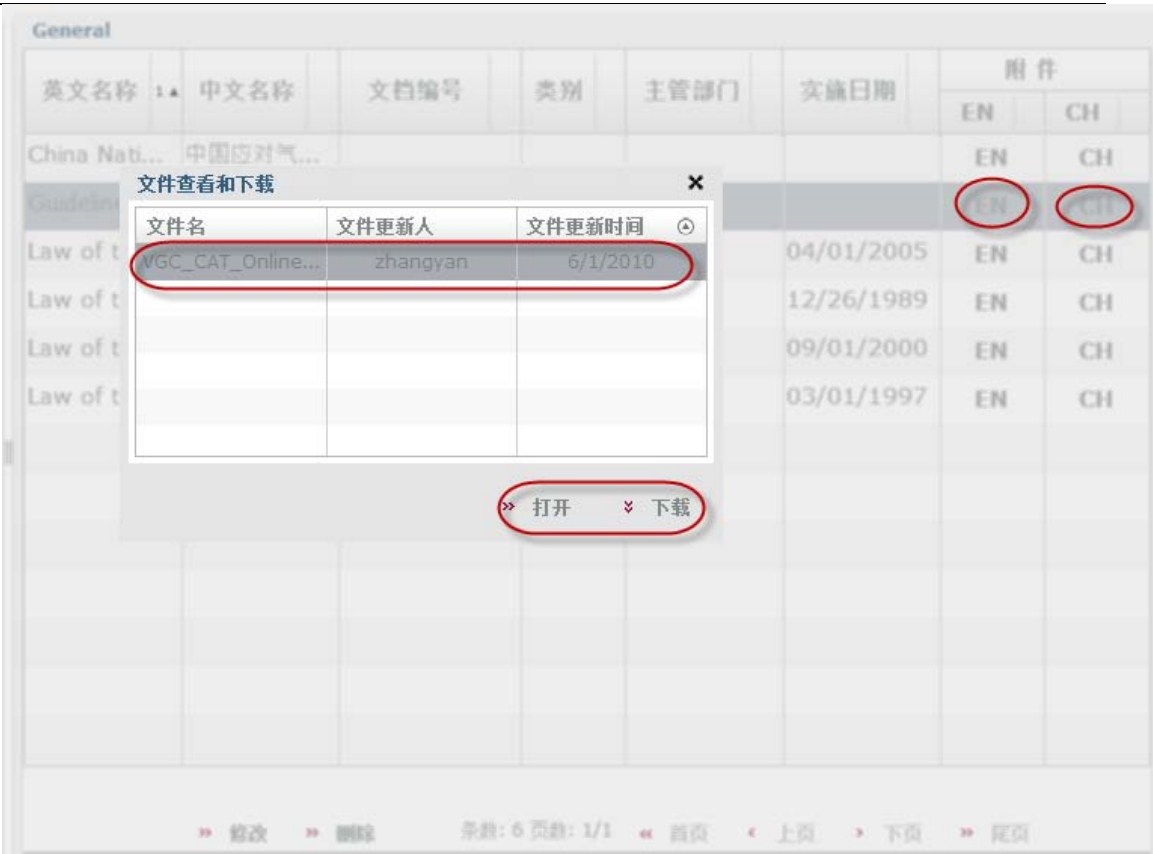 General
英文名称 1▲ 中文名称 文档编号 类别 主管部门 实施日期 附件
EN CH
China Nati... 中国应对气... EN CH
文件查看和下载 ×
Guideline EN CH
文件名 文件更新人 文件更新时间
Law of t 04/01/2005 EN CH
VGC_CAT_Online... zhangyan 6/1/2010
Law of t 12/26/1989 EN CH
Law of t 09/01/2000 EN CH
Law of t 03/01/1997 EN CH
打开 下载
修改 删除 条数: 6 页数: 1/1 首页 上页 下页 尾页